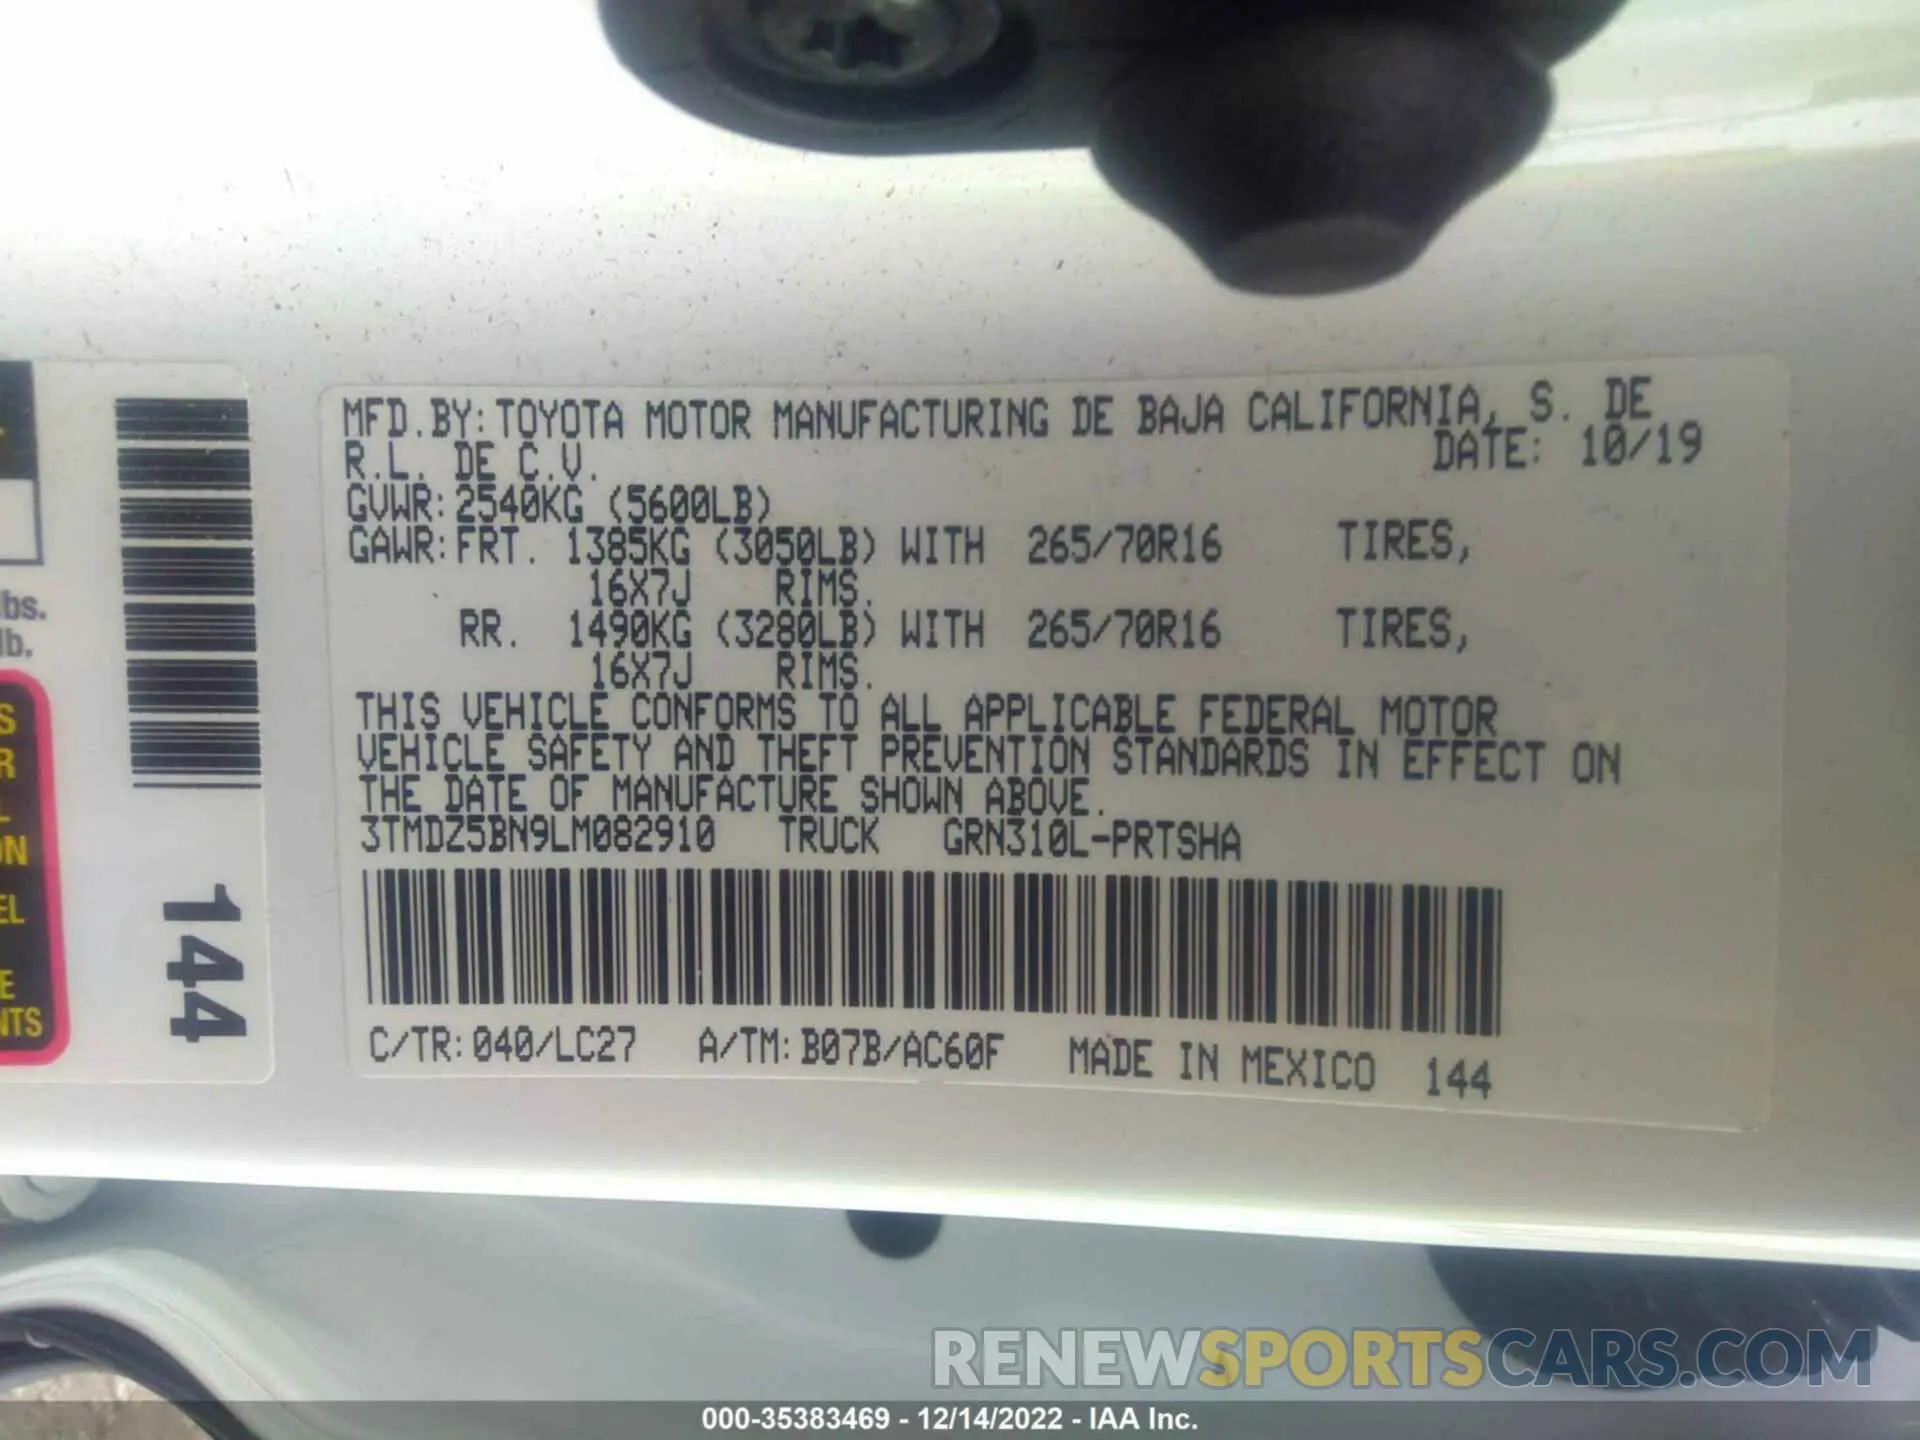 MFD.BY:TOYOTA MOTOR MANUFACTURING DE BAJA CALIFORNIA, S. DE
R.L. DE C.V. DATE: 10/19
GVWR:2540KG (5600LB)
GAWR:FRT. 1385KG (3050LB) WITH 265/70R16 TIRES,
16X7J RIMS.
RR. 1490KG (3280LB) WITH 265/70R16 TIRES,
16X7J RIMS.
THIS VEHICLE CONFORMS TO ALL APPLICABLE FEDERAL MOTOR
VEHICLE SAFETY AND THEFT PREVENTION STANDARDS IN EFFECT ON
THE DATE OF MANUFACTURE SHOWN ABOVE.
3TMDZ5BN9LM082910 TRUCK GRN310L-PRTSHA
C/TR:040/LC27 A/TM:B07B/AC60F MADE IN MEXICO 144
lbs.
lb.
144
RENEWSPORTSCARS.COM
000-35383469 - 12/14/2022 - IAA Inc.